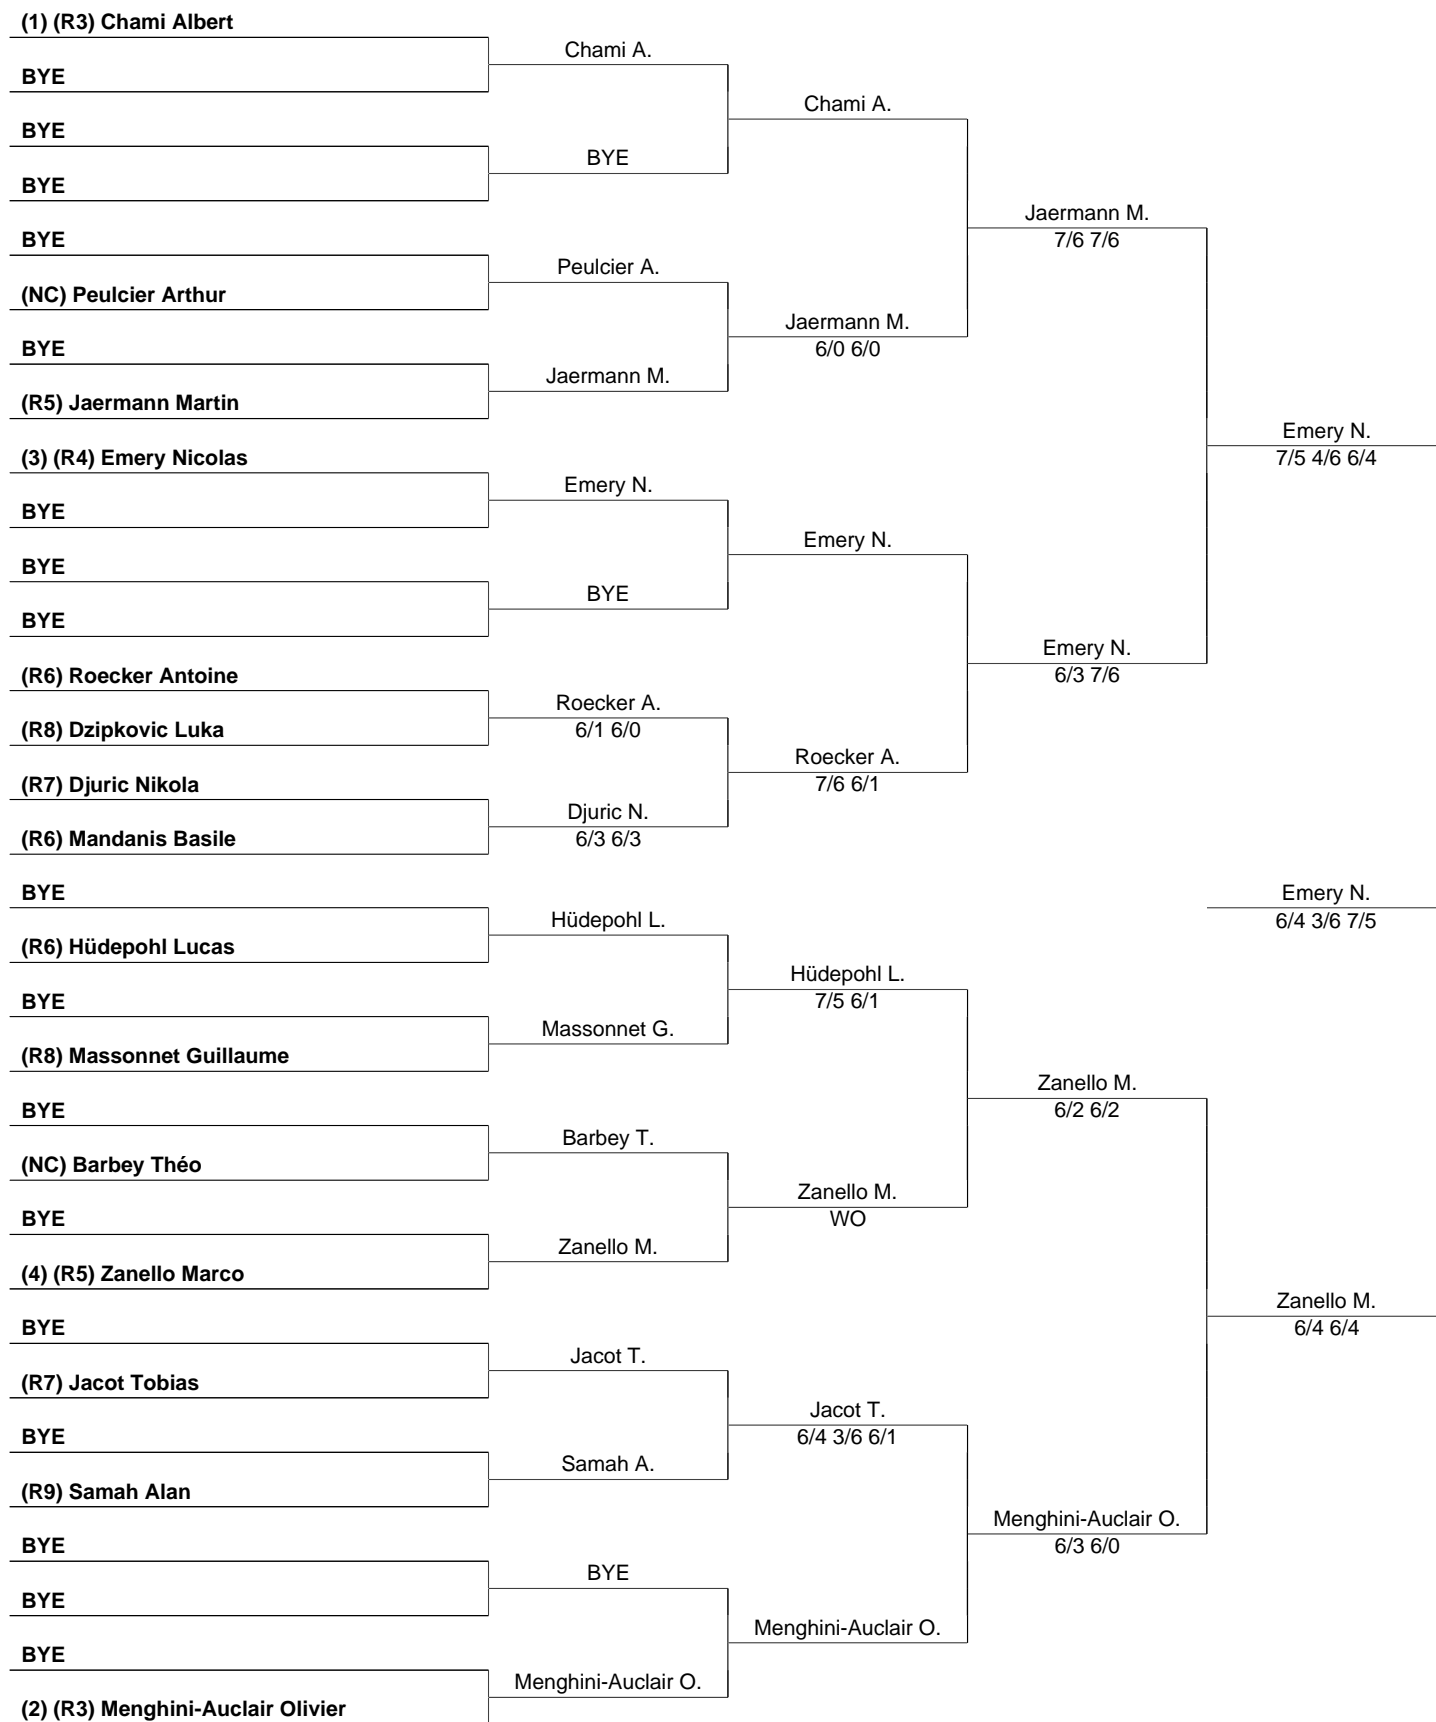 (1) (R3) Chami Albert
BYE
BYE
BYE
BYE
(NC) Peulcier Arthur
BYE
(R5) Jaermann Martin
(3) (R4) Emery Nicolas
BYE
BYE
BYE
(R6) Roecker Antoine
(R8) Dzipkovic Luka
(R7) Djuric Nikola
(R6) Mandanis Basile
BYE
(R6) Hüdepohl Lucas
BYE
(R8) Massonnet Guillaume
BYE
(NC) Barbey Théo
BYE
(4) (R5) Zanello Marco
BYE
(R7) Jacot Tobias
BYE
(R9) Samah Alan
BYE
BYE
BYE
(2) (R3) Menghini-Auclair Olivier
Chami A.
BYE
Peulcier A.
Jaermann M.
Emery N.
BYE
Roecker A.
6/1 6/0
Djuric N.
6/3 6/3
Hüdepohl L.
Massonnet G.
Barbey T.
Zanello M.
Jacot T.
Samah A.
BYE
Menghini-Auclair O.
Chami A.
Jaermann M.
6/0 6/0
Emery N.
Roecker A.
7/6 6/1
Hüdepohl L.
7/5 6/1
Zanello M.
WO
Jacot T.
6/4 3/6 6/1
Menghini-Auclair O.
Jaermann M.
7/6 7/6
Emery N.
6/3 7/6
Zanello M.
6/2 6/2
Menghini-Auclair O.
6/3 6/0
Emery N.
7/5 4/6 6/4
Emery N.
6/4 3/6 7/5
Zanello M.
6/4 6/4